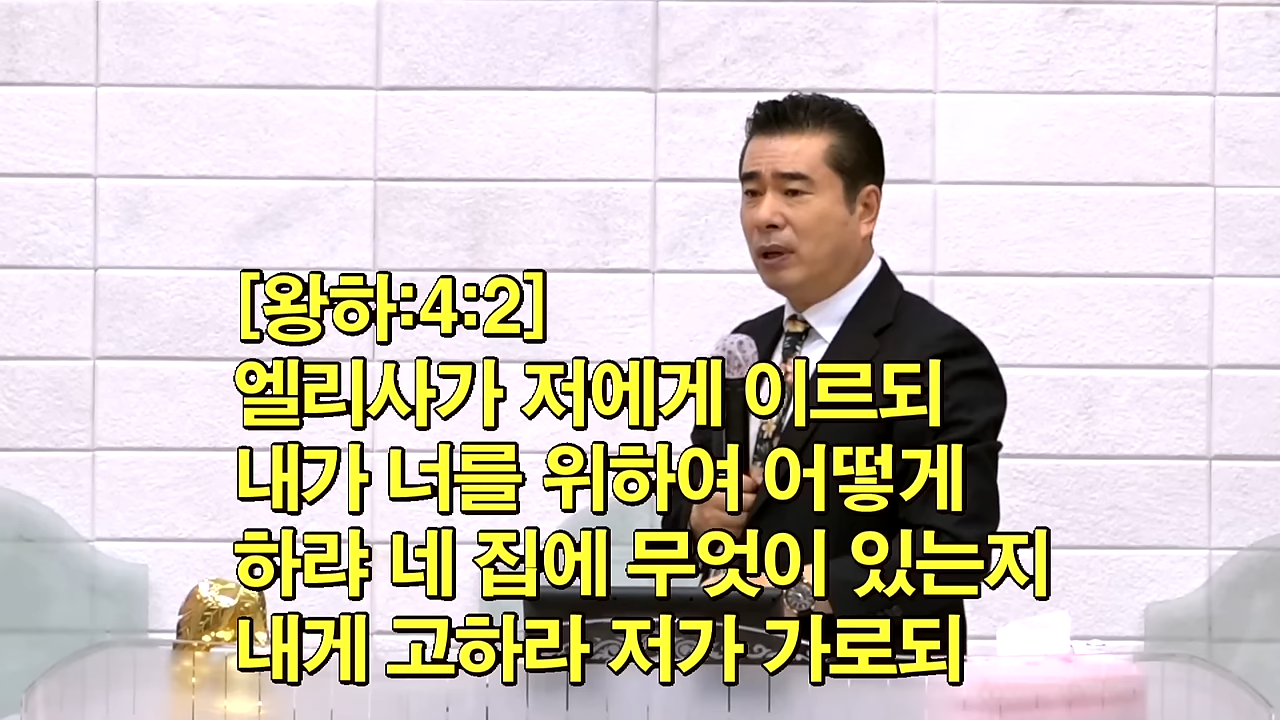 [왕하:4:2]
엘리사가 저에게 이르되
내가 너를 위하여 어떻게
하랴 네 집에 무엇이 있는지
내게 고하라 저가 가로되